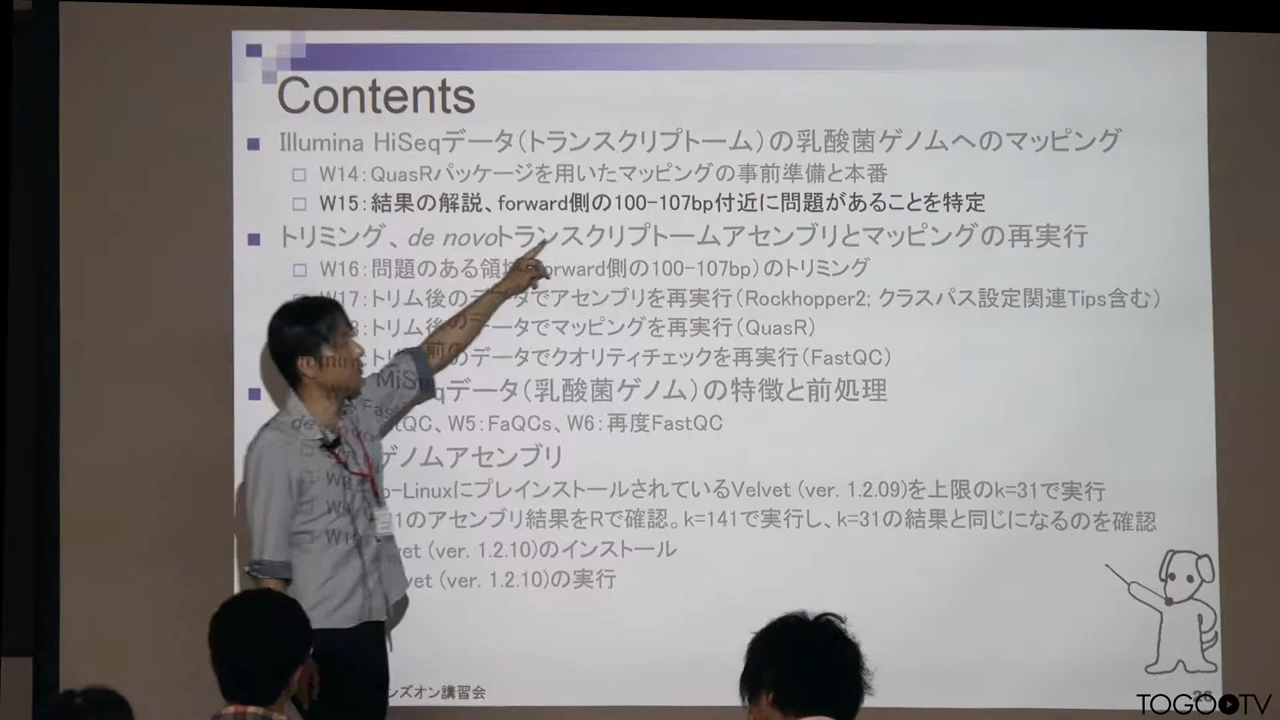 Contents
Illumina HiSeqデータ(トランスクリプトーム)の乳酸菌ゲノムへのマッピング
W14:QuasRパッケージを用いたマッピングの事前準備と本番
W15:結果の解説、forward側の100-107bp付近に問題があることを特定
トリミング、de novoトランスクリプトームアセンブリとマッピングの再実行
W16:問題のある領域(forward側の100-107bp)のトリミング
W17:トリム後のデータでアセンブリを再実行(Rockhopper2; クラスパス設定関連Tips含む)
トリム後のデータでマッピングを再実行(QuasR)
前のデータでクオリティチェックを再実行(FastQC)
MiSeqデータ(乳酸菌ゲノム)の特徴と前処理
FastQC、W5:FaQCs、W6:再度FastQC
ゲノムアセンブリ
-LinuxにプレインストールされているVelvet (ver. 1.2.09)を上限のk=31で実行
1のアセンブリ結果をRで確認。k=141で実行し、k=31の結果と同じになるのを確認
vet (ver. 1.2.10)のインストール
vet (ver. 1.2.10)の実行
ンズオン講習会
26
TOGOTV